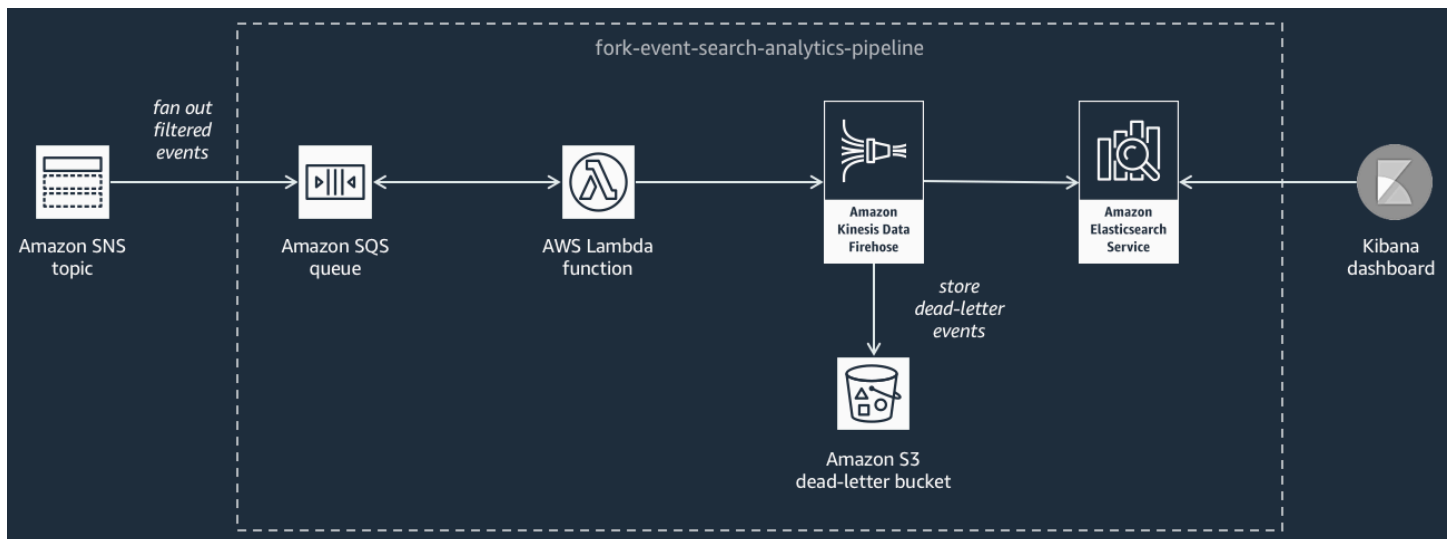 fork-event-search-analytics-pipeline
fan out
filtered
events
Amazon SNS
topic
Amazon SQS
queue
AWS Lambda
function
Amazon
Kinesis Data
Firehose
Amazon
Elasticsearch
Service
Kibana
dashboard
store
dead-letter
events
Amazon S3
dead-letter bucket